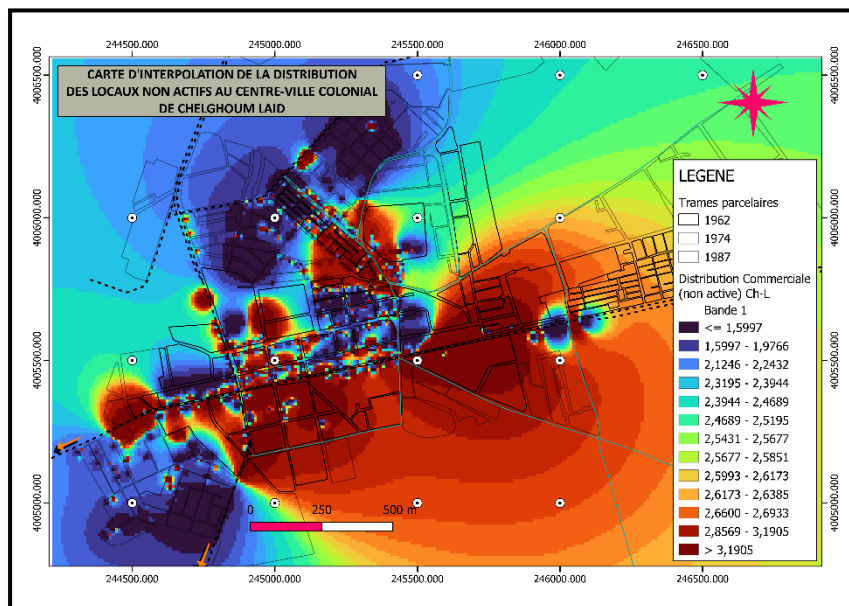 244500.000 245000.000 245500.000 246000.000 246500.000
4006500.000 4006500.000
CARTE D'INTERPOLATION DE LA DISTRIBUTION
DES LOCAUX NON ACTIFS AU CENTRE-VILLE COLONIAL
DE CHELGHOUM LAID
LEGENE
Trames parcelaires
1962
1974
1987
Distribution Commerciale
(non active) Ch-L
Bande 1
<= 1,5997
1,5997 - 1,9766
2,1246 - 2,2432
2,3195 - 2,3944
2,3944 - 2,4689
2,4689 - 2,5195
2,5431 - 2,5677
2,5677 - 2,5851
2,5993 - 2,6173
2,6173 - 2,6385
2,6600 - 2,6933
2,8569 - 3,1905
> 3,1905
4006000.000 4006000.000
4005500.000 4005500.000
4005000.000 4005000.000
0 250 500 m
244500.000 245000.000 245500.000 246000.000 246500.000